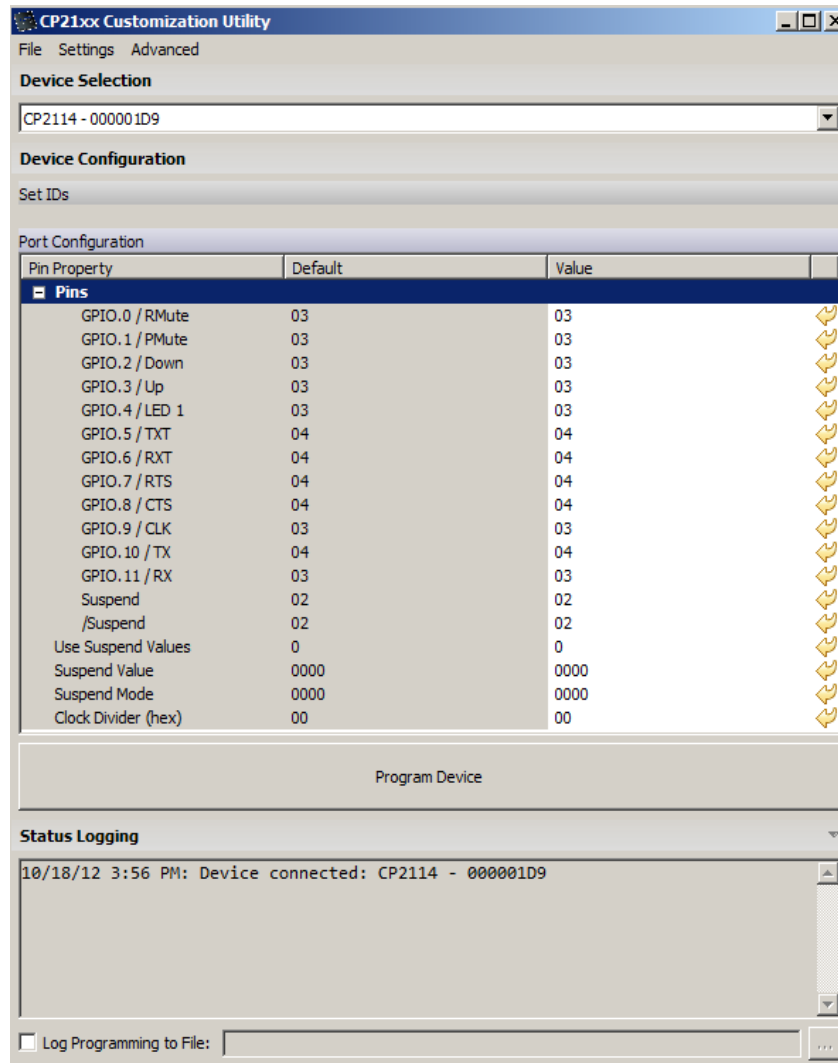 CP21xx Customization Utility
File Settings Advanced
Device Selection
CP2114 - 000001D9
Device Configuration
Set IDs
Port Configuration
Pin Property Default Value
Pins
GPIO.0 / RMute 03 03
GPIO.1 / PMute 03 03
GPIO.2 / Down 03 03
GPIO.3 / Up 03 03
GPIO.4 / LED 1 03 03
GPIO.5 / TXT 04 04
GPIO.6 / RXT 04 04
GPIO.7 / RTS 04 04
GPIO.8 / CTS 04 04
GPIO.9 / CLK 03 03
GPIO.10 / TX 04 04
GPIO.11 / RX 03 03
Suspend 02 02
/Suspend 02 02
Use Suspend Values 0 0
Suspend Value 0000 0000
Suspend Mode 0000 0000
Clock Divider (hex) 00 00
Program Device
Status Logging
10/18/12 3:56 PM: Device connected: CP2114 - 000001D9
Log Programming to File:
...